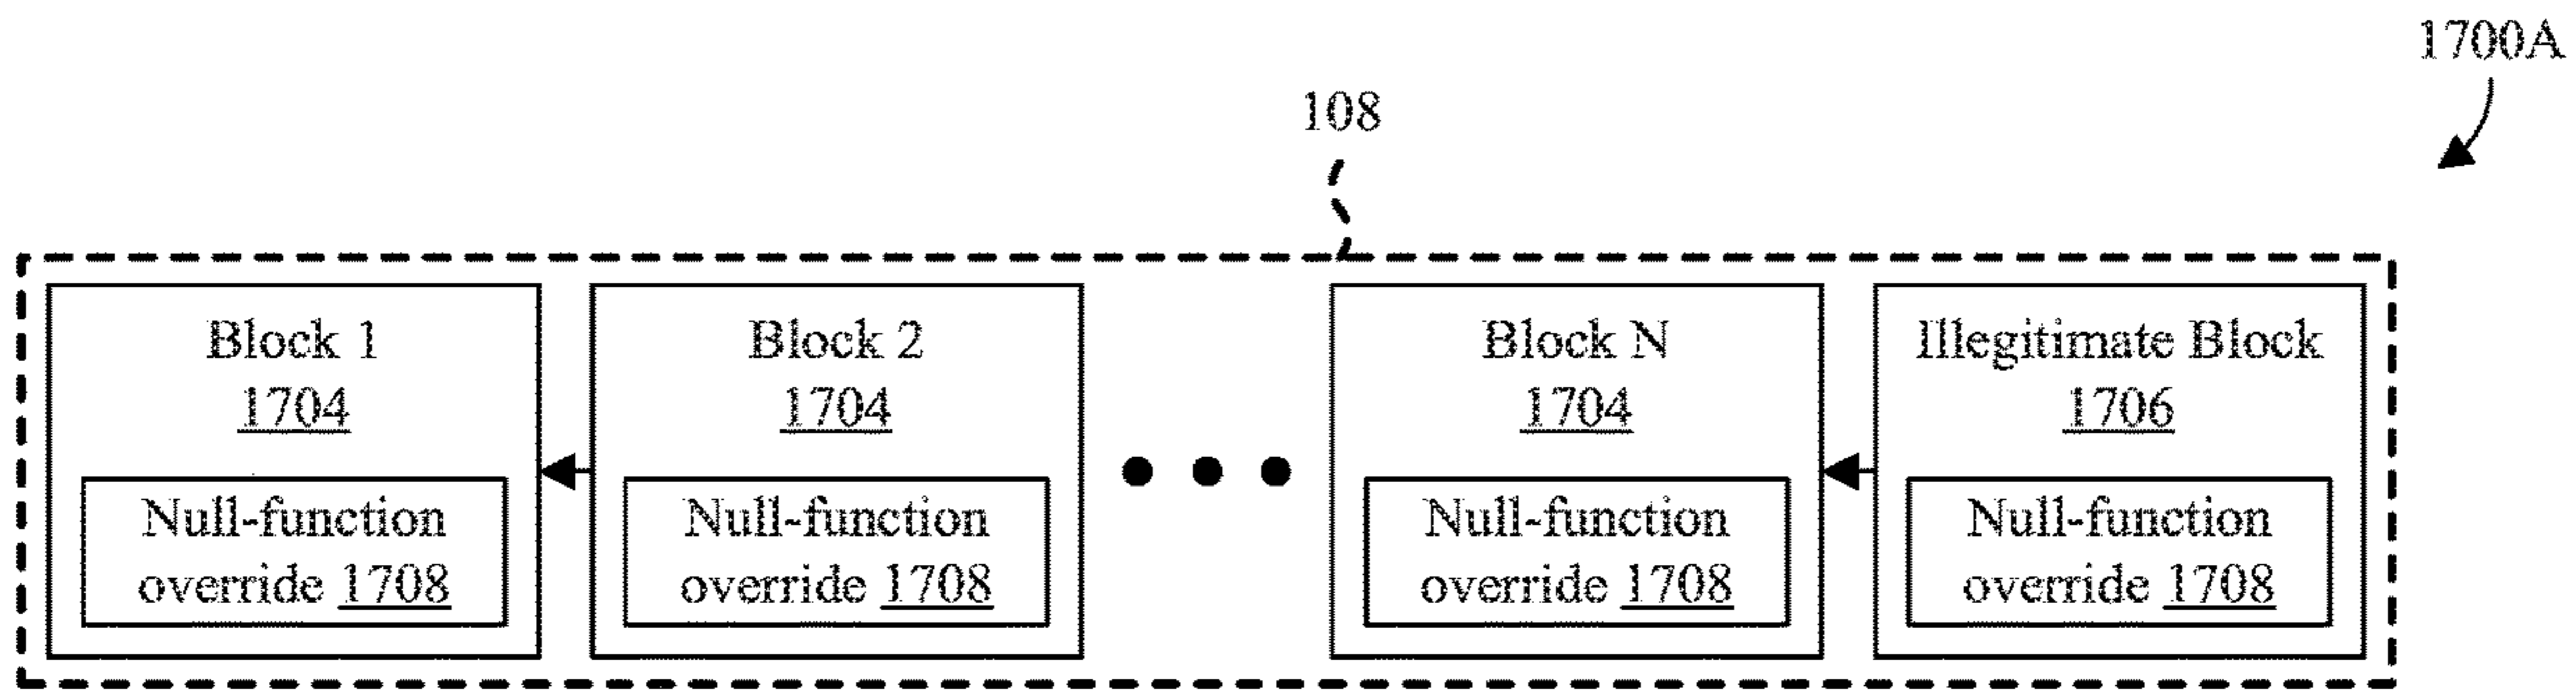 1700A
108
Block 1
1704
Null-function
override 1708
Block 2
1704
Null-function
override 1708
Block N
1704
Null-function
override 1708
Illegitimate Block
1706
Null-function
override 1708